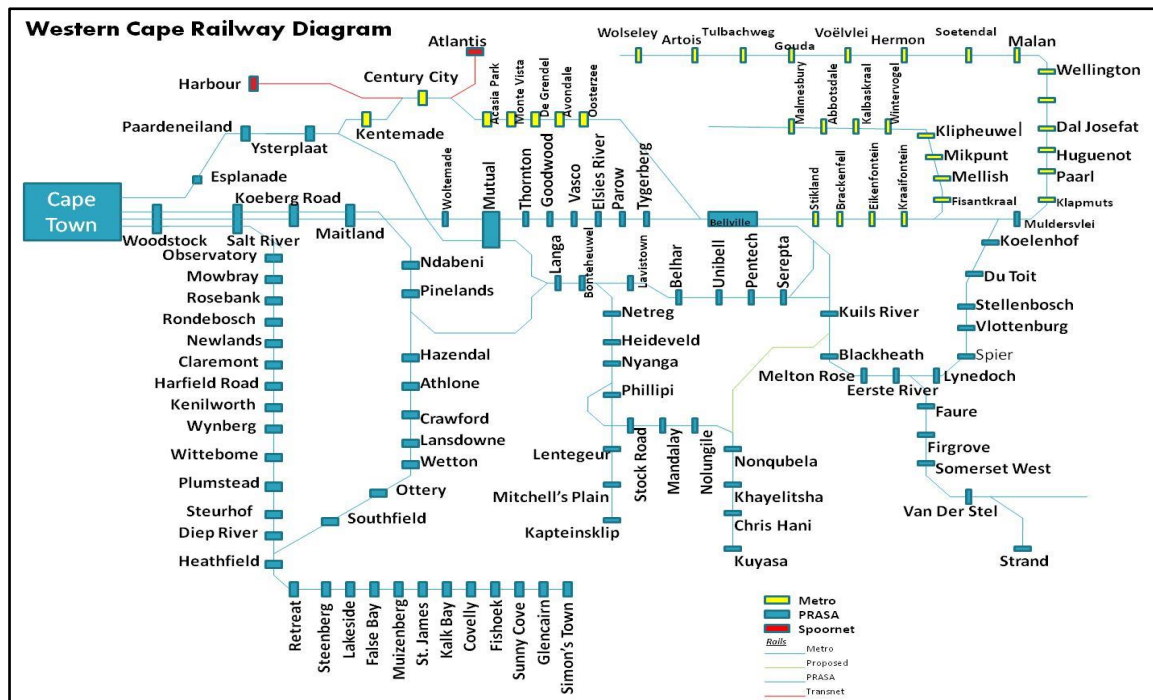 Western Cape Railway Diagram
Atlantis
Harbour
Century City
Kentemade
Paardeneiland
Ysterplaat
Esplanade
Cape
Town
Woodstock
Koeberg Road
Salt River
Maitland
Woltemade
Mutual
Thornton
Goodwood
Vasco
Elsies River
Parow
Tygerberg
Bellville
Acasia Park
Monte Vista
De Grendel
Avondale
Oosterzee
Wolseley
Artois
Tulbachweg
Gouda
Voëlvlei
Hermon
Soetendal
Malan
Wellington
Dal Josefat
Huguenot
Paarl
Klapmuts
Muldersvlei
Malmesbury
Abbotsdale
Kalbaskraal
Wintervogel
Klipheuwel
Mikpunt
Mellish
Fisantkraal
Stikland
Brackenfell
Eikenfontein
Kraaifontein
Koelenhof
Du Toit
Stellenbosch
Vlottenburg
Spier
Lynedoch
Observatory
Mowbray
Rosebank
Rondebosch
Newlands
Claremont
Harfield Road
Kenilworth
Wynberg
Wittebome
Plumstead
Steurhof
Diep River
Heathfield
Ndabeni
Pinelands
Hazendal
Athlone
Crawford
Lansdowne
Wetton
Ottery
Southfield
Langa
Bonteheuwel
Lavistown
Belhar
Unibell
Pentech
Serepta
Netreg
Heideveld
Nyanga
Phillipi
Lentegeur
Mitchell's Plain
Kapteinsklip
Stock Road
Mandalay
Nolungile
Nonqubela
Khayelitsha
Chris Hani
Kuyasa
Kuils River
Blackheath
Melton Rose
Eerste River
Faure
Firgrove
Somerset West
Van Der Stel
Strand
Retreat
Steenberg
Lakeside
False Bay
Muizenberg
St. James
Kalk Bay
Covelly
Fishoek
Sunny Cove
Glencairn
Simon's Town
Metro
PRASA
Spoornet
Rails
Metro
Proposed
PRASA
Transnet